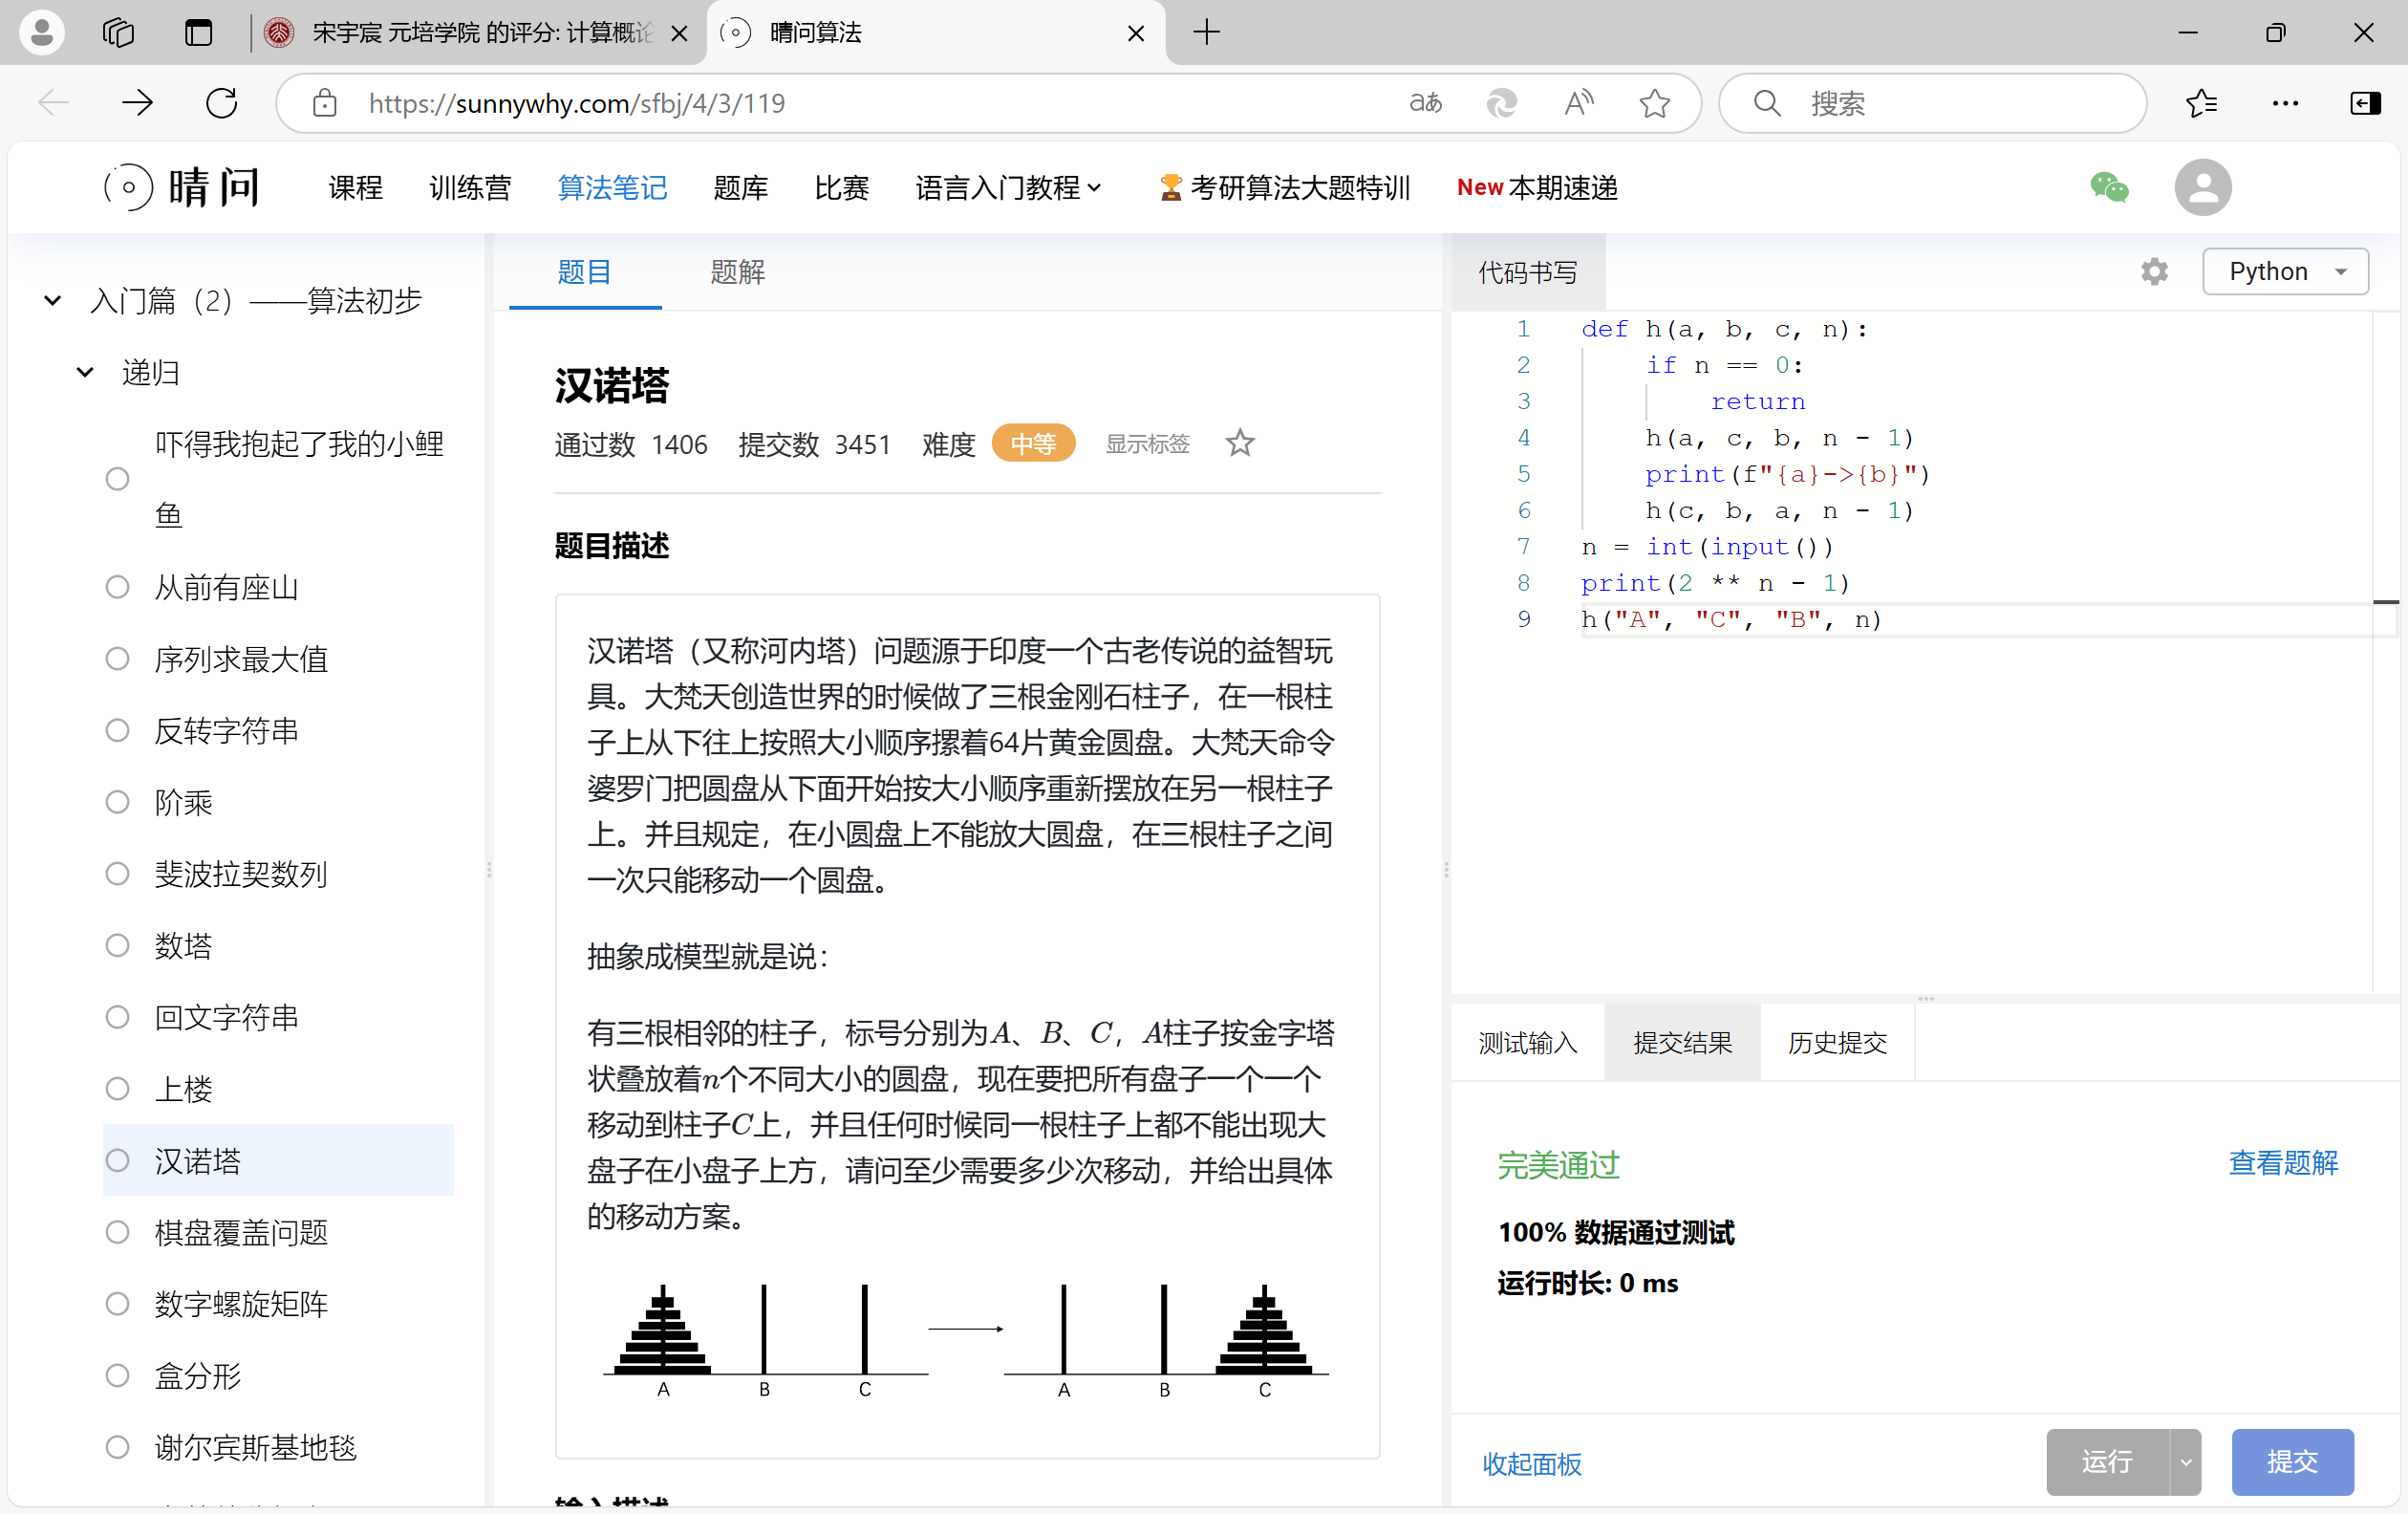 宋宇宸 元培学院 的评分: 计算概论
晴问算法
https://sunnywhy.com/sfbj/4/3/119
搜索
晴问
课程
训练营
算法笔记
题库
比赛
语言入门教程
考研算法大题特训
New 本期速递
入门篇（2）——算法初步
递归
吓得我抱起了我的小鲤
鱼
从前有座山
序列求最大值
反转字符串
阶乘
斐波拉契数列
数塔
回文字符串
上楼
汉诺塔
棋盘覆盖问题
数字螺旋矩阵
盒分形
谢尔宾斯基地毯
题目
题解
汉诺塔
通过数 1406 提交数 3451 难度 中等 显示标签
题目描述
汉诺塔（又称河内塔）问题源于印度一个古老传说的益智玩
具。大梵天创造世界的时候做了三根金刚石柱子，在一根柱
子上从下往上按照大小顺序摞着64片黄金圆盘。大梵天命令
婆罗门把圆盘从下面开始按大小顺序重新摆放在另一根柱子
上。并且规定，在小圆盘上不能放大圆盘，在三根柱子之间
一次只能移动一个圆盘。
抽象成模型就是说：
有三根相邻的柱子，标号分别为A、B、C，A柱子按金字塔
状叠放着n个不同大小的圆盘，现在要把所有盘子一个一个
移动到柱子C上，并且任何时候同一根柱子上都不能出现大
盘子在小盘子上方，请问至少需要多少次移动，并给出具体
的移动方案。
A B C A B C
输入描述
代码书写
Python
1 def h(a, b, c, n):
2 if n == 0:
3 return
4 h(a, c, b, n - 1)
5 print(f"{a}->{b}")
6 h(c, b, a, n - 1)
7 n = int(input())
8 print(2 ** n - 1)
9 h("A", "C", "B", n)
测试输入
提交结果
历史提交
完美通过
查看题解
100% 数据通过测试
运行时长: 0 ms
收起面板
运行
提交